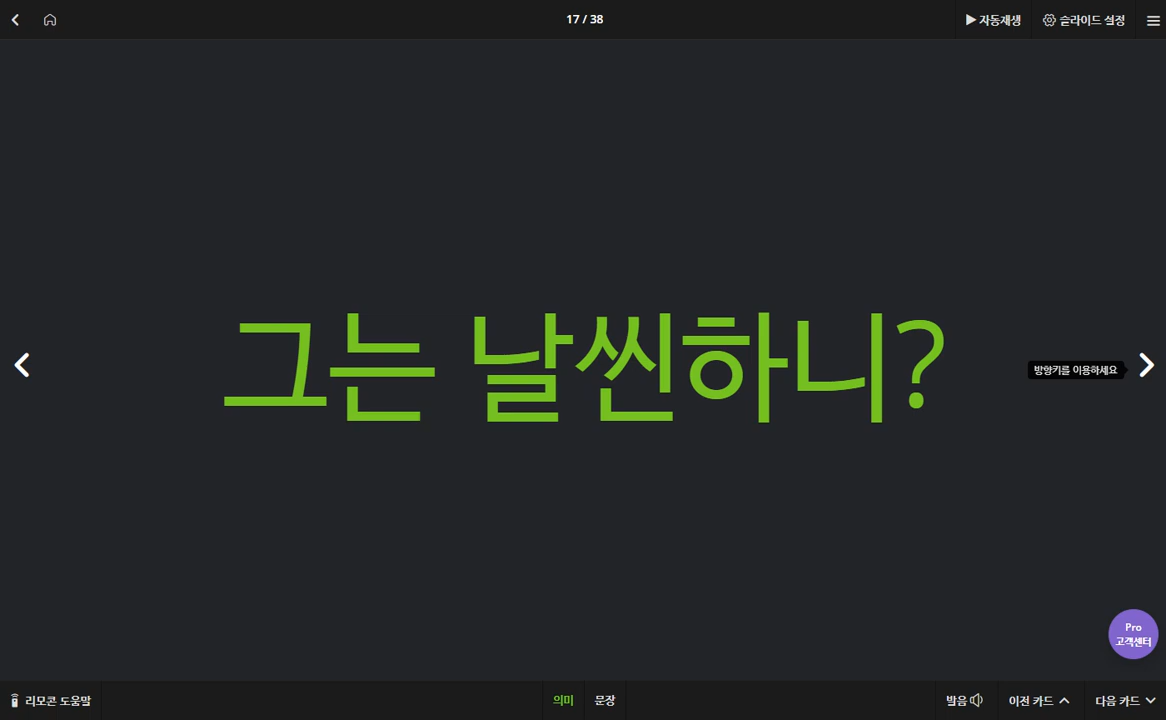 17 / 38
자동재생
슬라이드 설정
그는 날씬하니?
방향키를 이용하세요
Pro
고객센터
리모콘 도움말
의미
문장
발음
이전 카드
다음 카드